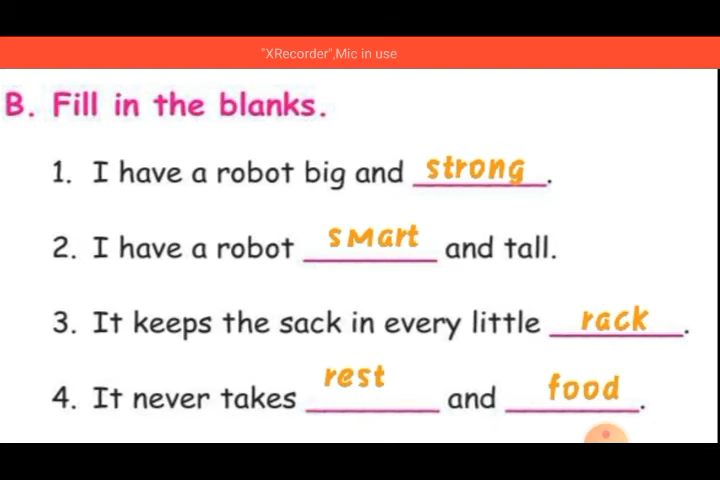 "XRecorder",Mic in use
B. Fill in the blanks.
1. I have a robot big and strong.
2. I have a robot smart and tall.
3. It keeps the sack in every little rack.
4. It never takes rest and food.